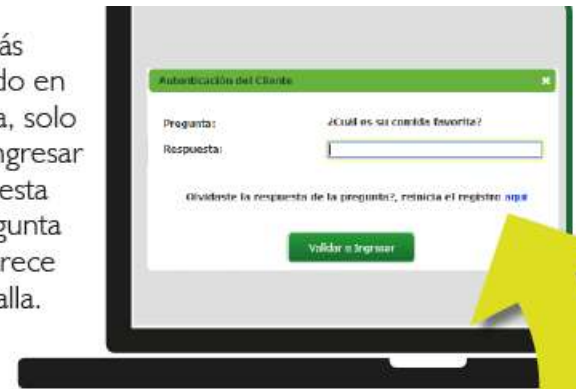 ás
do en
a, solo
ngresar
esta
gunta
rece
alla.
Autenticación del Cliente
Pregunta: ¿Cuál es su comida favorita?
Respuesta:
Olvidaste la respuesta de la pregunta?, reinicia el registro aquí
Validar e Ingresar